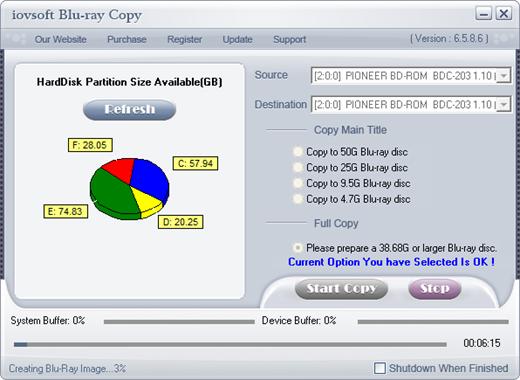 iovsoft Blu-ray Copy
Our Website Purchase Register Update Support ( Version : 6.5.8.6 )
HardDisk Partition Size Available(GB)
Refresh
F: 28.05
C: 57.94
E: 74.83
D: 20.25
Source [2:0:0] PIONEER BD-ROM BDC-203 1.10
Destination [2:0:0] PIONEER BD-ROM BDC-203 1.10
Copy Main Title
Copy to 50G Blu-ray disc
Copy to 25G Blu-ray disc
Copy to 9.5G Blu-ray disc
Copy to 4.7G Blu-ray disc
Full Copy
Please prepare a 38.68G or larger Blu-ray disc.
Current Option You have Selected Is OK !
Start Copy Stop
System Buffer: 0% Device Buffer: 0%
00:06:15
Creating Blu-Ray Image...3% Shutdown When Finished